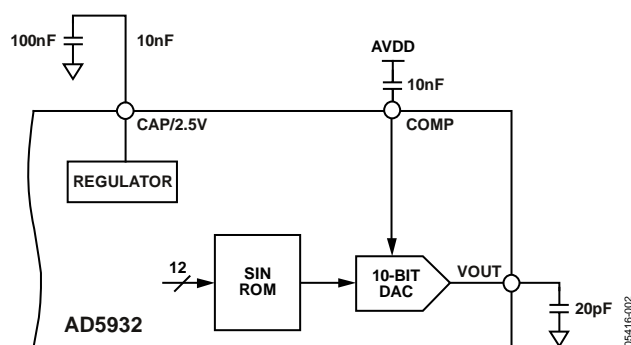 100nF
10nF
AVDD
10nF
CAP/2.5V
COMP
REGULATOR
12
SIN
ROM
10-BIT
DAC
VOUT
20pF
AD5932
05416-002